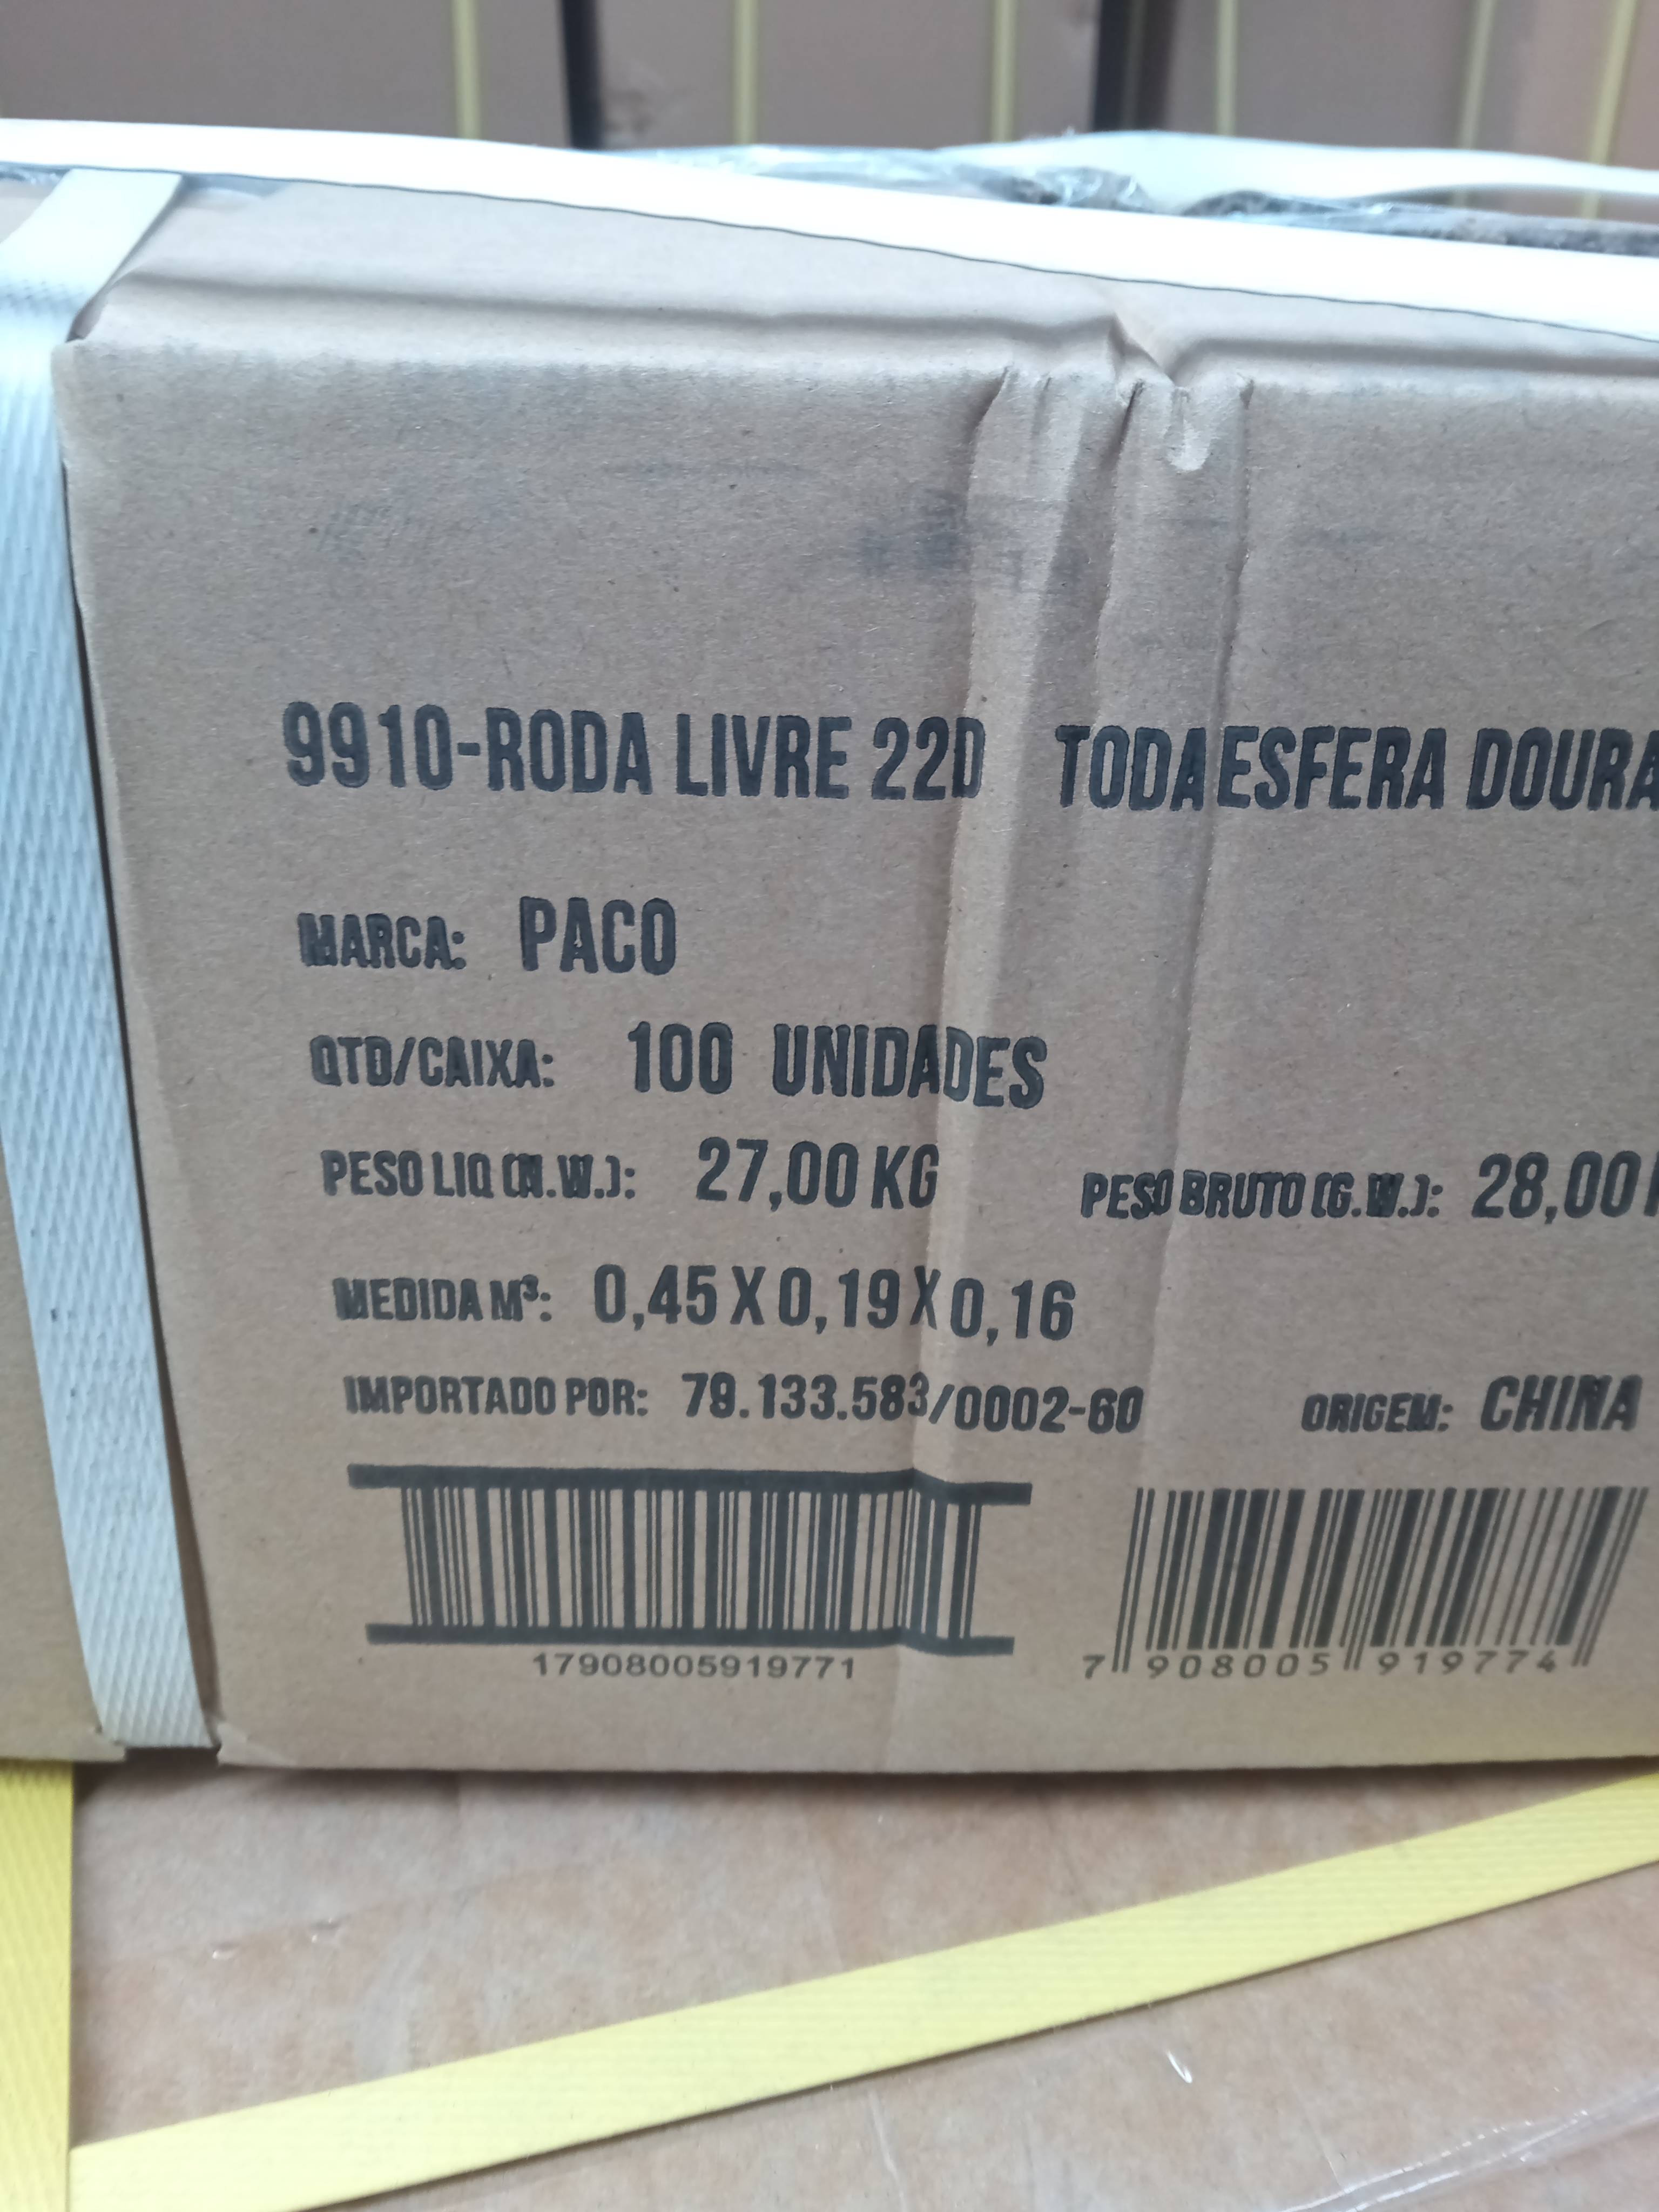 9910-RODA LIVRE 22D TODA ESFERA DOURA
MARCA: PACO
QTD/CAIXA: 100 UNIDADES
PESO LIQ (N.W.): 27,00 KG PESO BRUTO (G.W.): 28,00
MEDIDA M³: 0,45 X 0,19 X 0,16
IMPORTADO POR: 79.133.583/0002-60 ORIGEM: CHINA
17908005919771 7 908005 919774